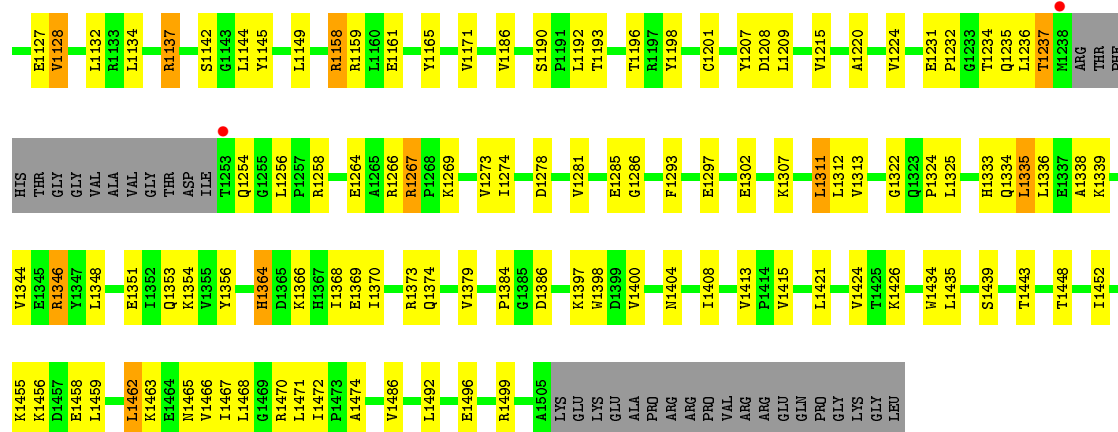 E1127 V1128 L1132 R1133 L1134 R1137 S1142 G1143 L1144 Y1145 L1149 R1158 R1159 L1160 E1161 Y1165 V1171 V1186 S1190 P1191 L1192 T1193 T1196 R1197 Y1198 C1201 Y1207 D1208 L1209 V1215 A1220 V1224 E1231 P1232 G1233 T1234 Q1235 L1236 T1237 M1238 ARG THR PHE
HIS THR GLY GLY VAL ALA VAL GLY THR ASP ILE T1253 Q1254 G1255 L1256 P1257 R1258 E1264 A1265 R1266 R1267 P1268 K1269 V1273 I1274 D1278 V1281 E1285 G1286 F1293 E1297 E1302 K1307 L1311 L1312 V1313 G1322 Q1323 P1324 L1325 H1333 Q1334 L1335 L1336 E1337 A1338 K1339
V1344 E1345 R1346 Y1347 L1348 E1351 I1352 Q1353 K1354 V1355 Y1356 H1364 D1365 K1366 H1367 I1368 E1369 I1370 R1373 Q1374 V1379 P1384 G1385 D1386 K1397 W1398 D1399 V1400 N1404 I1408 V1413 P1414 V1415 L1421 V1424 T1425 K1426 W1434 L1435 S1439 T1443 T1448 I1452
K1455 K1456 D1457 E1458 L1459 L1462 K1463 E1464 N1465 V1466 I1467 L1468 G1469 R1470 L1471 I1472 P1473 A1474 V1486 L1492 E1496 R1499 A1505 LYS GLU LYS GLU ALA PRO ARG ARG PRO VAL ARG ARG GLU GLN PRO GLY LYS GLY LEU